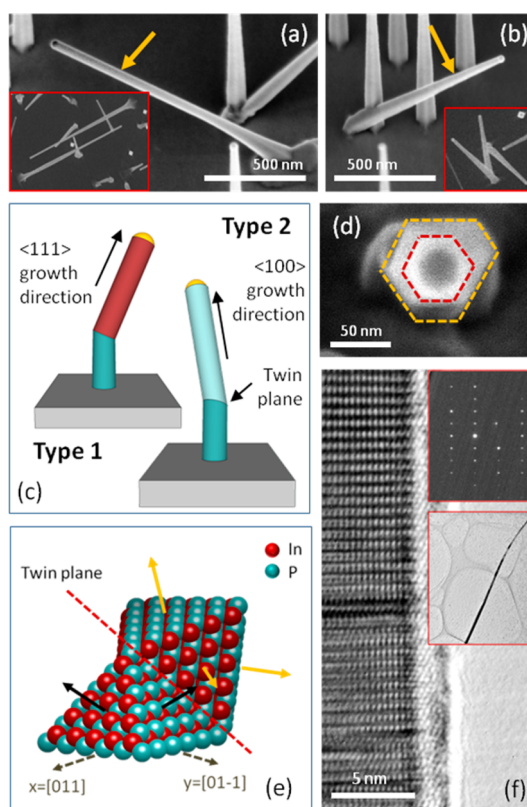 (a)
500 nm
(b)
500 nm
(c)
Type 2
<111>
growth
direction
<100>
growth
direction
Twin
plane
Type 1
(d)
50 nm
In
P
Twin plane
x=[011]
y=[01-1]
(e)
5 nm
(f)